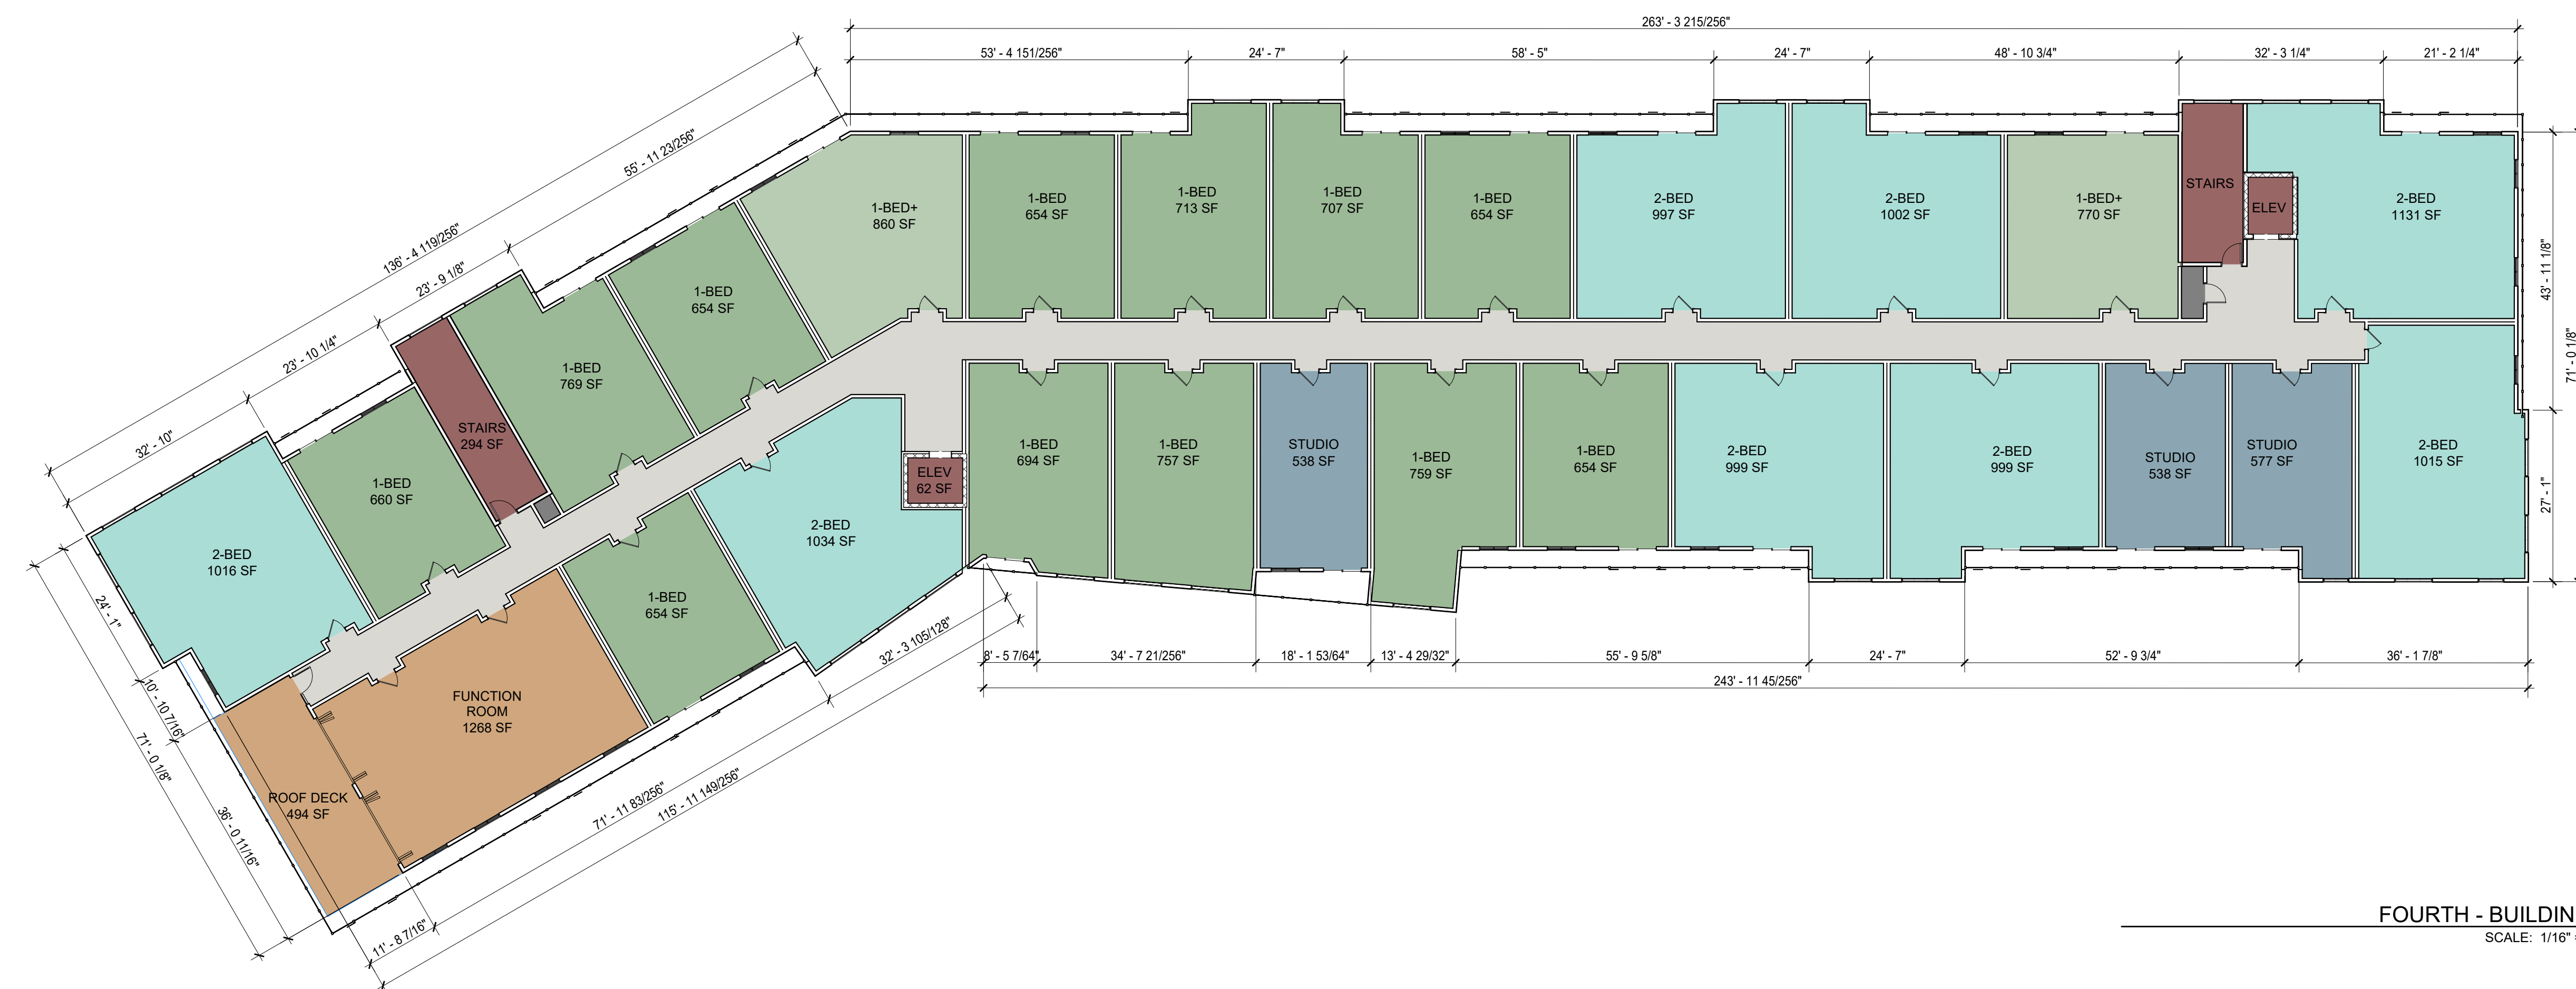 263' - 3 215/256"
53' - 4 151/256"
24' - 7"
58' - 5"
24' - 7"
48' - 10 3/4"
32' - 3 1/4"
21' - 2 1/4"
136' - 4 119/256"
55' - 11 23/256"
23' - 9 1/8"
23' - 10 1/4"
32' - 10"
1-BED+
860 SF
1-BED
654 SF
1-BED
713 SF
1-BED
707 SF
1-BED
654 SF
2-BED
997 SF
2-BED
1002 SF
1-BED+
770 SF
STAIRS
ELEV
2-BED
1131 SF
43' - 11 1/8"
71' - 0 1/8"
27' - 1"
1-BED
654 SF
1-BED
769 SF
STAIRS
294 SF
1-BED
660 SF
2-BED
1016 SF
ELEV
62 SF
2-BED
1034 SF
1-BED
654 SF
1-BED
694 SF
1-BED
757 SF
STUDIO
538 SF
1-BED
759 SF
1-BED
654 SF
2-BED
999 SF
2-BED
999 SF
STUDIO
538 SF
STUDIO
577 SF
2-BED
1015 SF
FUNCTION
ROOM
1268 SF
ROOF DECK
494 SF
24' - 1"
10' - 10 7/16"
71' - 0 1/8"
36' - 0 11/16"
11' - 8 7/16"
71' - 11 83/256"
115' - 11 149/256"
32' - 3 105/128"
8' - 5 7/64"
34' - 7 21/256"
18' - 1 53/64"
13' - 4 29/32"
55' - 9 5/8"
24' - 7"
52' - 9 3/4"
36' - 1 7/8"
243' - 11 45/256"
FOURTH - BUILDIN
SCALE: 1/16"